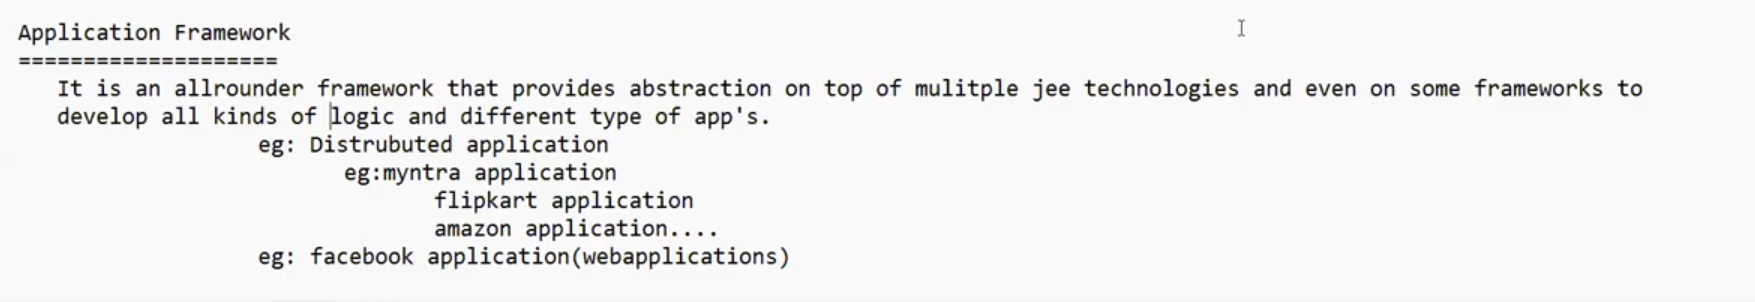 Application Framework
====================
It is an allrounder framework that provides abstraction on top of mulitple jee technologies and even on some frameworks to
develop all kinds of logic and different type of app's.
eg: Distrubuted application
eg:myntra application
flipkart application
amazon application....
eg: facebook application(webapplications)